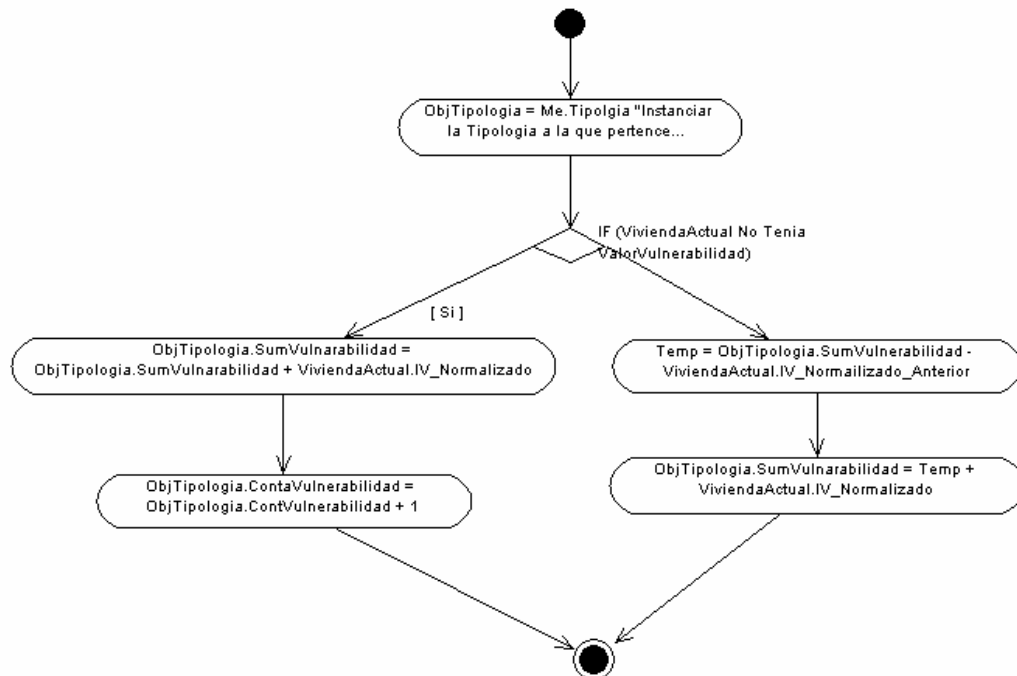 ObjTipologia = Me.Tipolgia "Instanciar
la Tipologia a la que pertence...
IF (ViviendaActual No Tenia
ValorVulnerabilidad)
[ Si ]
ObjTipologia.SumVulnarabilidad =
ObjTipologia.SumVulnarabilidad + ViviendaActual.IV_Normalizado
Temp = ObjTipologia.SumVulnerabilidad -
ViviendaActual.IV_Normailizado_Anterior
ObjTipologia.ContaVulnerabilidad =
ObjTipologia.ContVulnerabilidad + 1
ObjTipologia.SumVulnarabilidad = Temp +
ViviendaActual.IV_Normalizado